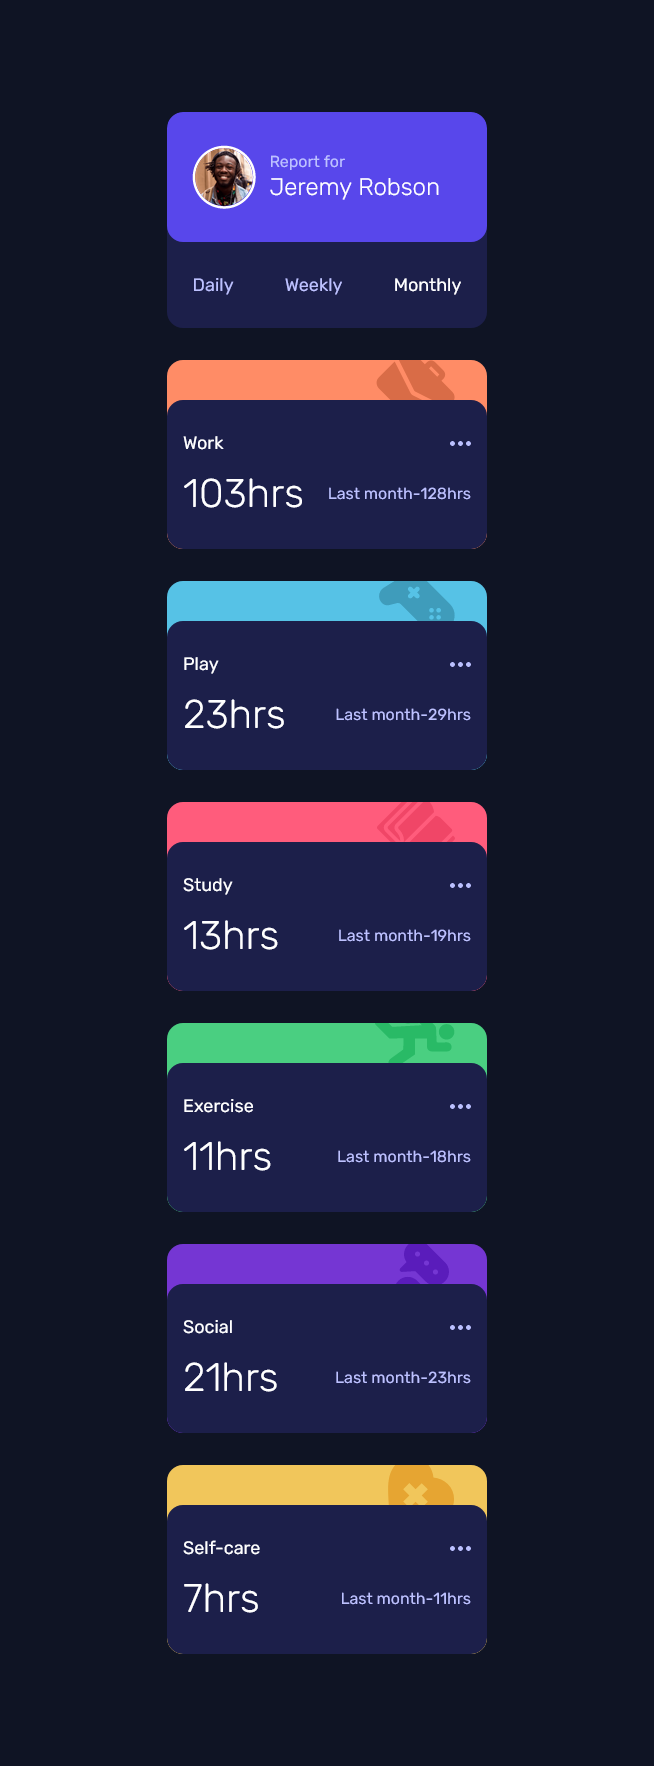 Report for
Jeremy Robson
Daily Weekly Monthly
Work
103hrs Last month-128hrs
Play
23hrs Last month-29hrs
Study
13hrs Last month-19hrs
Exercise
11hrs Last month-18hrs
Social
21hrs Last month-23hrs
Self-care
7hrs Last month-11hrs